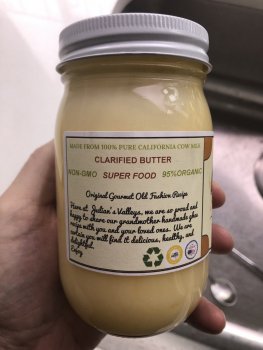 MADE FROM 100% PURE CALIFORNIA COW MILK
CLARIFIED BUTTER
NON-GMO SUPER FOOD 95%ORGANIC
Original Gourmet Old Fashion Recipe
Here at Julian's Valleys, we are so proud and
happy to share our grandmother handmade ghee
recipe with you and your loved ones. We are
certain you will find it delicious, healthy, and
delightful.
Enjoy